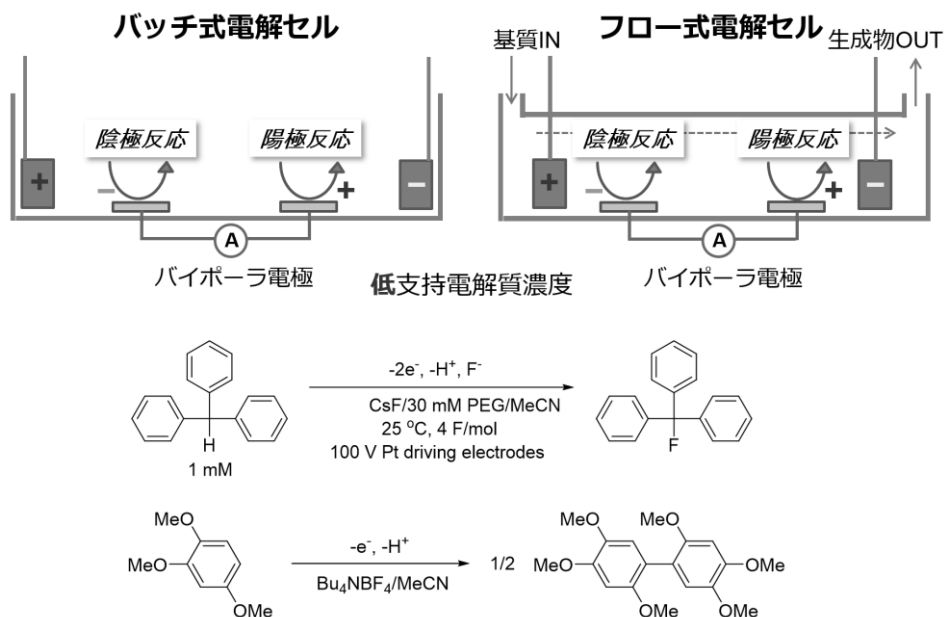 バッチ式電解セル
フロー式電解セル
基質IN
生成物OUT
陰極反応
陽極反応
陰極反応
陽極反応
+
−
+
−
+
−
+
−
A
A
バイポーラ電極
バイポーラ電極
低支持電解質濃度
-2e⁻, -H⁺, F⁻
CsF/30 mM PEG/MeCN
25 °C, 4 F/mol
100 V Pt driving electrodes
H
1 mM
F
MeO
MeO
OMe
-e⁻, -H⁺
Bu₄NBF₄/MeCN
1/2
MeO
MeO
MeO
OMe
OMe
OMe